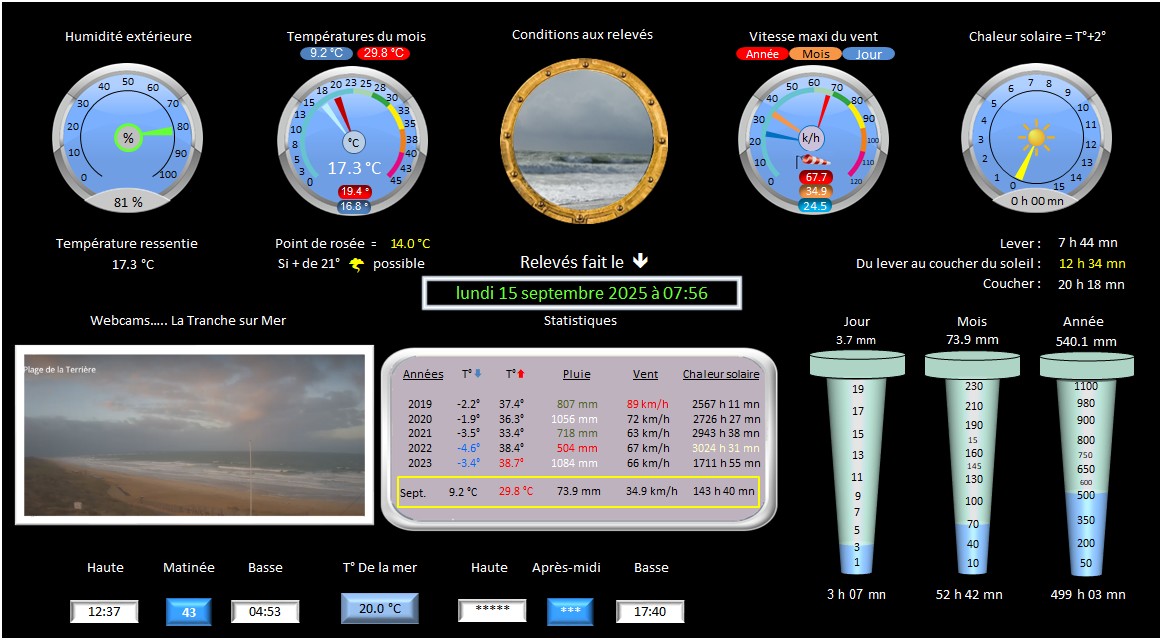 Humidité extérieure
Températures du mois
Conditions aux relevés
Vitesse maxi du vent
Chaleur solaire = T°+2°
9.2 °C 29.8 °C
Année Mois Jour
0 10 20 30 40 50 60 70 80 90 100
%
81 %
0 3 5 8 10 13 15 18 20 23 25 28 30 33 35 38 40 43 45
°C
17.3 °C
19.4 °
16.8 °
0 10 20 30 40 50 60 70 80 90 100 110 120
k/h
67.7
34.9
24.5
0 1 2 3 4 5 6 7 8 9 10 11 12 13 14 15
0 h 00 mn
Température ressentie
17.3 °C
Point de rosée = 14.0 °C
Si + de 21° possible
Relevés fait le
lundi 15 septembre 2025 à 07:56
Lever : 7 h 44 mn
Du lever au coucher du soleil : 12 h 34 mn
Coucher : 20 h 18 mn
Webcams..... La Tranche sur Mer
Plage de la Terrière
Statistiques
Années T° T° Pluie Vent Chaleur solaire
2019 -2.2° 37.4° 807 mm 89 km/h 2567 h 11 mn
2020 -1.9° 36.3° 1056 mm 72 km/h 2726 h 27 mn
2021 -3.5° 33.4° 718 mm 63 km/h 2943 h 38 mn
2022 -4.6° 38.4° 504 mm 67 km/h 3024 h 31 mn
2023 -3.4° 38.7° 1084 mm 66 km/h 1711 h 55 mn
Sept. 9.2 °C 29.8 °C 73.9 mm 34.9 km/h 143 h 40 mn
Jour
3.7 mm
19
17
15
13
11
9
7
5
3
1
3 h 07 mn
Mois
73.9 mm
230
210
190
15
160
145
130
100
70
40
10
52 h 42 mn
Année
540.1 mm
1100
980
900
800
750
650
600
500
350
200
50
499 h 03 mn
Haute Matinée Basse T° De la mer Haute Après-midi Basse
12:37 43 04:53 20.0 °C ***** *** 17:40